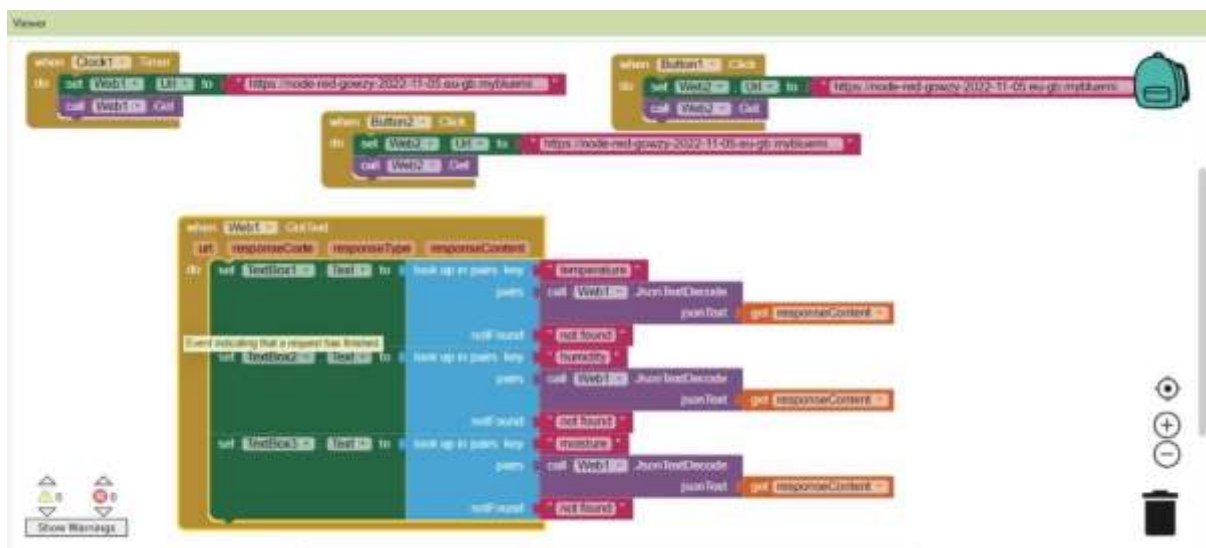 Viewer
when Clock1 Timer
do set Web1 Url to "https://node-red-gowzy-2022-11-05.eu-gb.mybluemi...
call Web1 Get
when Button1 Click
do set Web2 Url to "https://node-red-gowzy-2022-11-05.eu-gb.mybluemi...
call Web2 Get
when Button2 Click
do set Web2 Url to "https://node-red-gowzy-2022-11-05.eu-gb.mybluemi... "
call Web2 Get
when Web1 GotText
url responseCode responseType responseContent
do set TextBox1 Text to look up in pairs key "temperature"
pairs call Web1 JsonTextDecode
jsonText get responseContent
notFound "not found"
Event indicating that a request has finished.
set TextBox2 Text to look up in pairs key "humidity"
pairs call Web1 JsonTextDecode
jsonText get responseContent
notFound "not found"
set TextBox3 Text to look up in pairs key "moisture"
pairs call Web1 JsonTextDecode
jsonText get responseContent
notFound "not found"
0 0
Show Warnings